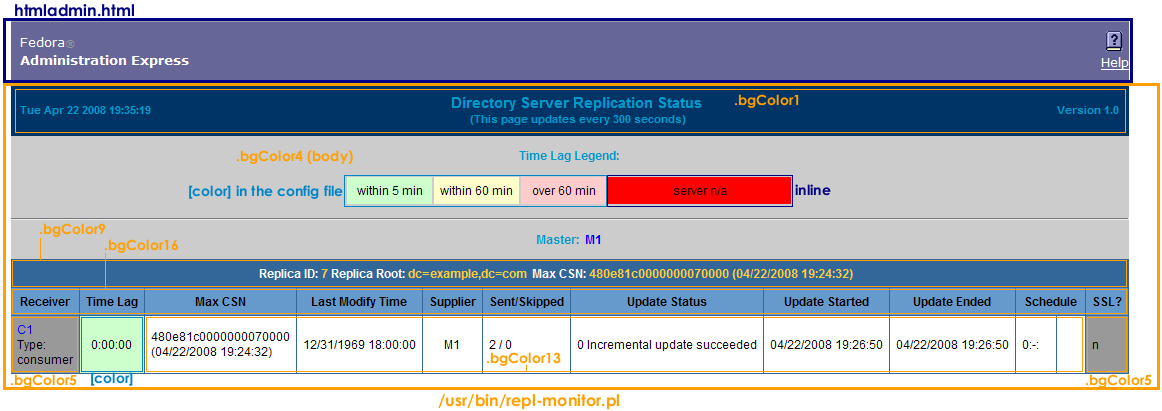 htmladmin.html
Fedora®
Administration Express
?
Help
Tue Apr 22 2008 19:35:19
Directory Server Replication Status
(This page updates every 300 seconds)
.bgColor1
Version 1.0
.bgColor4 (body)
Time Lag Legend:
[color] in the config file
within 5 min
within 60 min
over 60 min
server n/a
inline
.bgColor9
.bgColor16
Master: M1
Replica ID: 7 Replica Root: dc=example,dc=com Max CSN: 480e81c0000000070000 (04/22/2008 19:24:32)
Receiver Time Lag Max CSN Last Modify Time Supplier Sent/Skipped Update Status Update Started Update Ended Schedule SSL?
C1
Type:
consumer
0:00:00
480e81c0000000070000
(04/22/2008 19:24:32)
12/31/1969 18:00:00
M1
2 / 0
0 Incremental update succeeded
04/22/2008 19:26:50
04/22/2008 19:26:50
0:-:
n
.bgColor13
.bgColor5
[color]
.bgColor5
/usr/bin/repl-monitor.pl